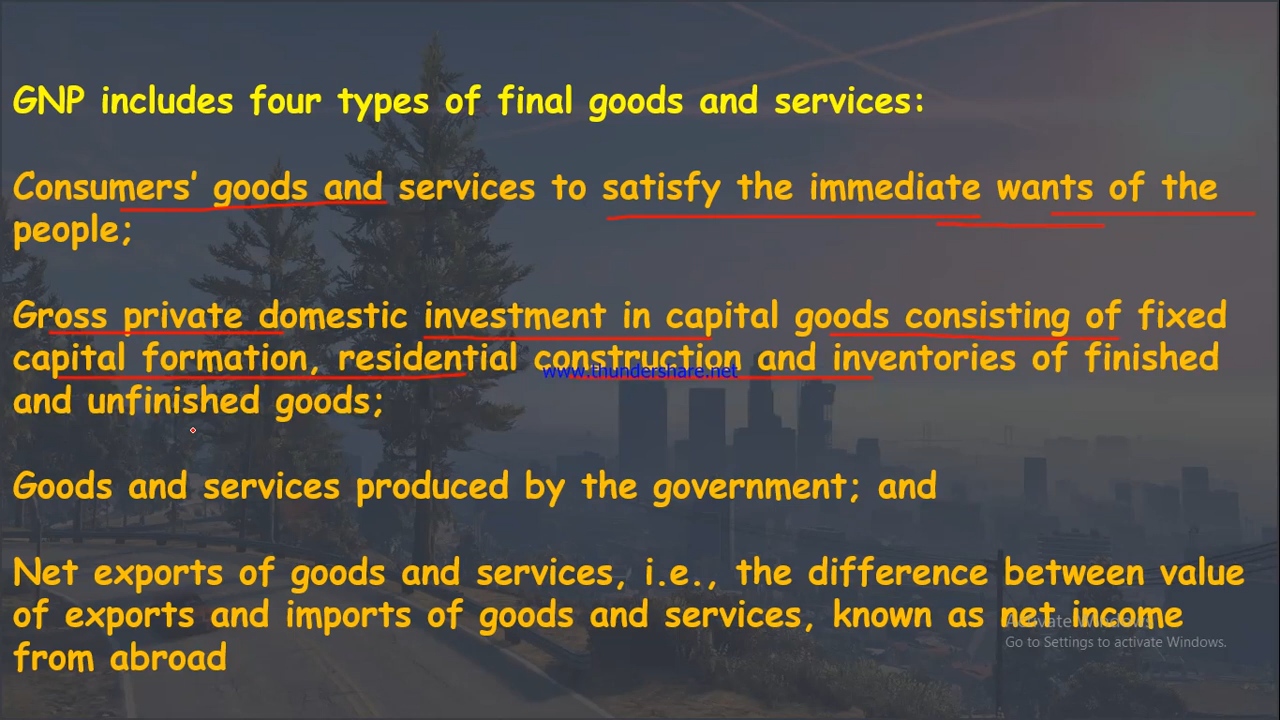 GNP includes four types of final goods and services:
Consumers’ goods and services to satisfy the immediate wants of the
people;
Gross private domestic investment in capital goods consisting of fixed
capital formation, residential construction and inventories of finished
www.thundershare.net
and unfinished goods;
Goods and services produced by the government; and
Net exports of goods and services, i.e., the difference between value
of exports and imports of goods and services, known as net income
Activate Windows
Go to Settings to activate Windows.
from abroad